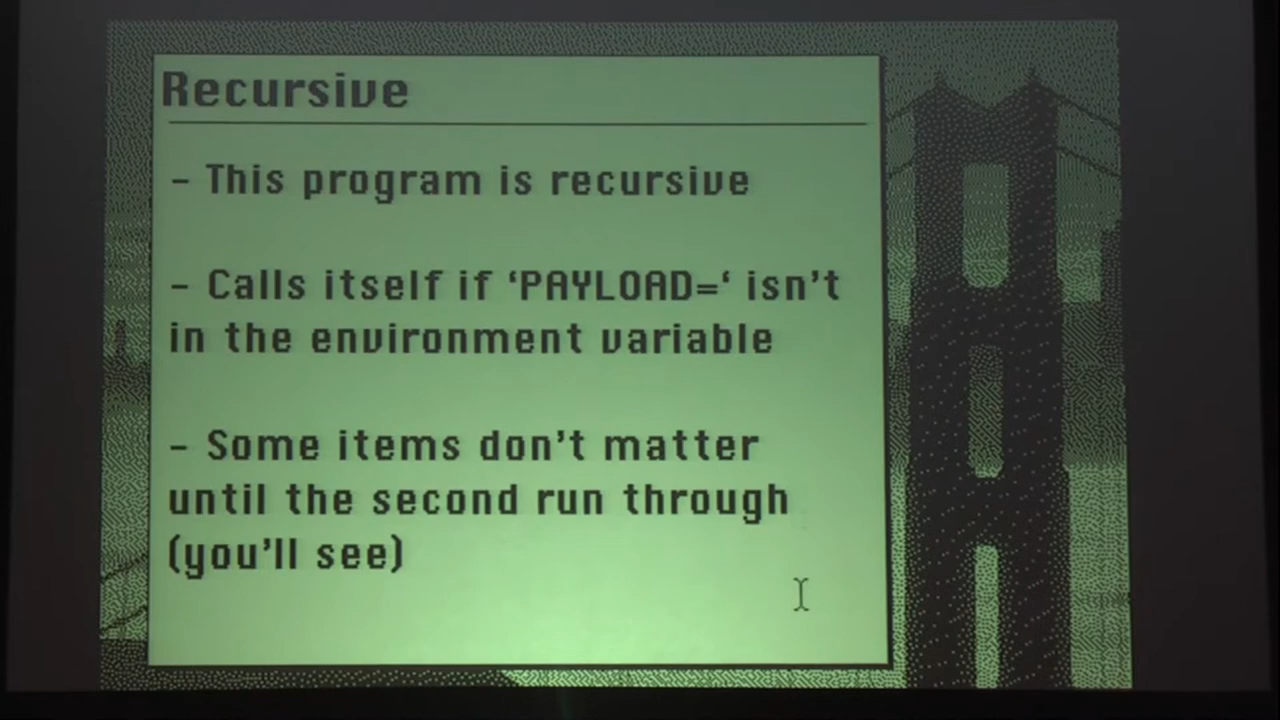 Recursive
- This program is recursive
- Calls itself if ‘PAYLOAD=‘ isn’t
in the environment variable
- Some items don’t matter
until the second run through
(you’ll see)